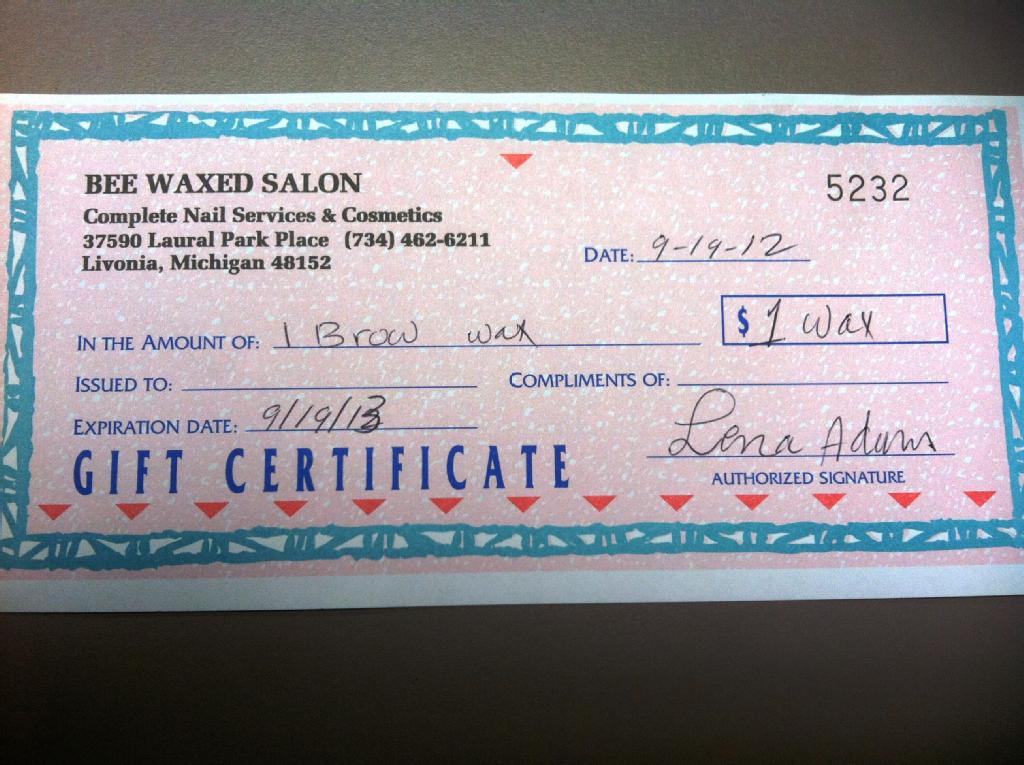 BEE WAXED SALON
Complete Nail Services & Cosmetics
37590 Laural Park Place (734) 462-6211
Livonia, Michigan 48152
5232
DATE: 9-19-12
IN THE AMOUNT OF: 1 Brow wax
$ 1 wax
ISSUED TO:
COMPLIMENTS OF:
EXPIRATION DATE: 9/19/13
Lena Adams
AUTHORIZED SIGNATURE
GIFT CERTIFICATE